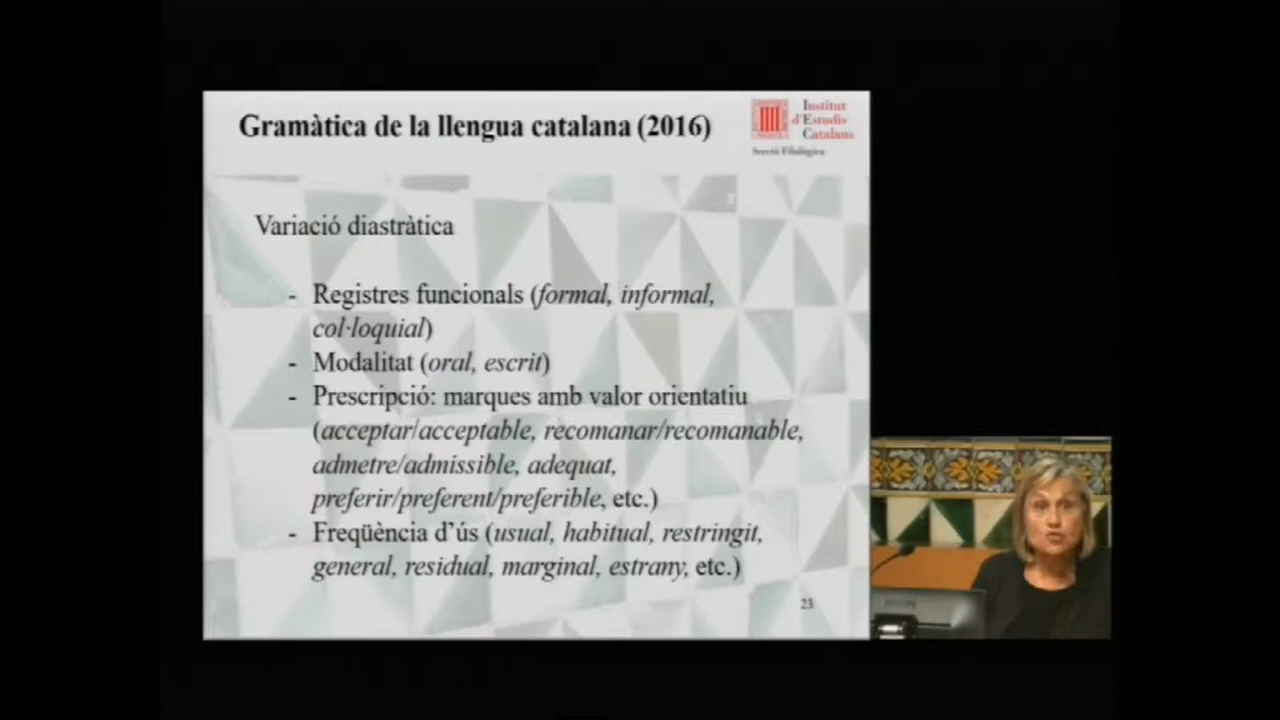 Gramàtica de la llengua catalana (2016)
Institut
d'Estudis
Catalans
Secció Filològica
Variació diastràtica
- Registres funcionals (formal, informal,
col·loquial)
- Modalitat (oral, escrit)
- Prescripció: marques amb valor orientatiu
(acceptar/acceptable, recomanar/recomanable,
admetre/admissible, adequat,
preferir/preferent/preferible, etc.)
- Freqüència d'ús (usual, habitual, restringit,
general, residual, marginal, estrany, etc.)
23